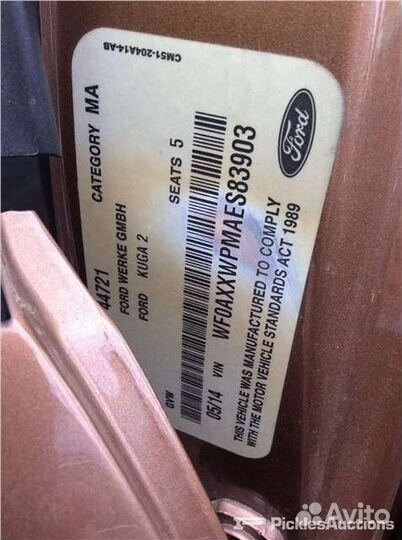 CM51-204A14-AB
44721 CATEGORY MA
FORD WERKE GMBH
FORD KUGA 2 SEATS 5
GVW
05/14 VIN WF0AXXWPMAES83903
THIS VEHICLE WAS MANUFACTURED TO COMPLY
WITH THE MOTOR VEHICLE STANDARDS ACT 1989
Ford
Avito
PicklesAuctions